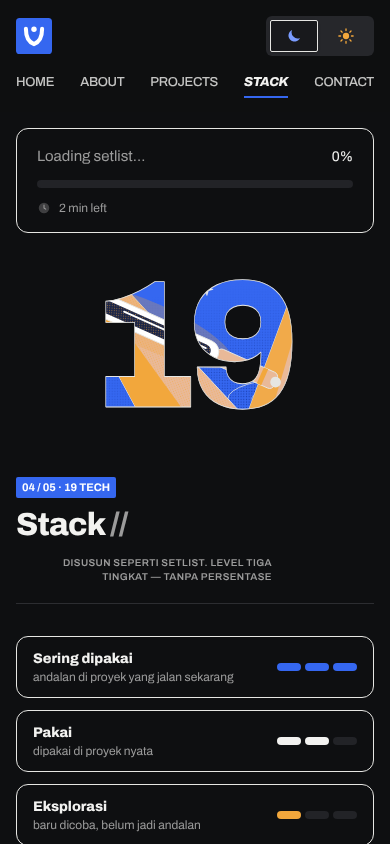 HOME ABOUT PROJECTS STACK CONTACT
Loading setlist... 0%
2 min left
19
04 / 05 · 19 TECH
Stack //
DISUSUN SEPERTI SETLIST. LEVEL TIGA
TINGKAT — TANPA PERSENTASE
Sering dipakai
andalan di proyek yang jalan sekarang
Pakai
dipakai di proyek nyata
Eksplorasi
baru dicoba, belum jadi andalan